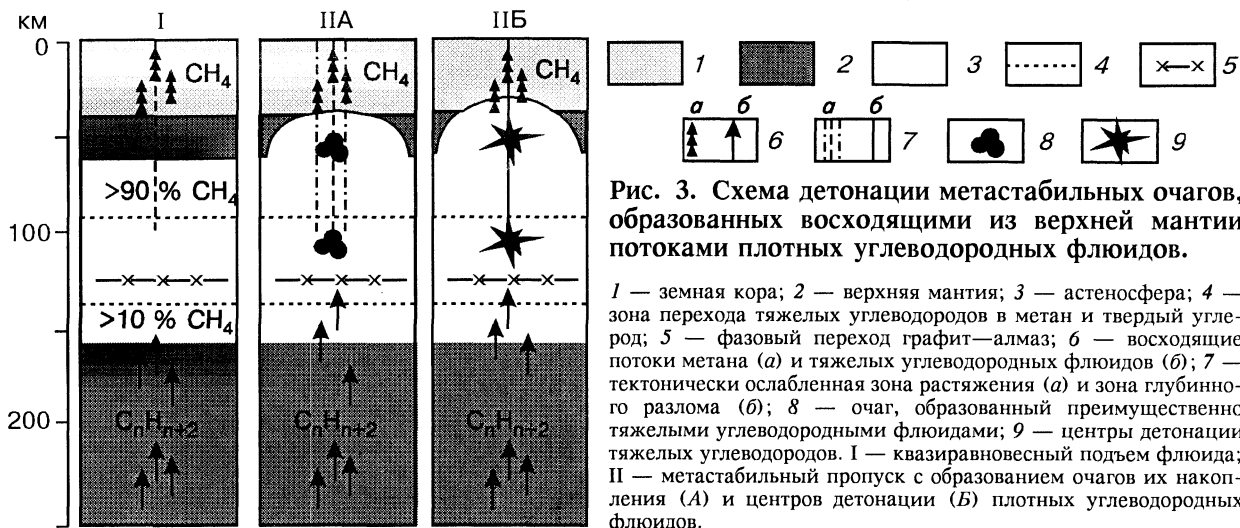 км
I
IIА
IIБ
0
100
200
CH₄
>90 % CH₄
>10 % CH₄
CₙHₙ₊₂
CH₄
CₙHₙ₊₂
CH₄
CₙHₙ₊₂
1
2
3
4
5
а б
6
а б
7
8
9
Рис. 3. Схема детонации метастабильных очагов,
образованных восходящими из верхней мантии
потоками плотных углеводородных флюидов.
1 — земная кора; 2 — верхняя мантия; 3 — астеносфера; 4 —
зона перехода тяжелых углеводородов в метан и твердый угле-
род; 5 — фазовый переход графит—алмаз; 6 — восходящие
потоки метана (а) и тяжелых углеводородных флюидов (б); 7 —
тектонически ослабленная зона растяжения (а) и зона глубинно-
го разлома (б); 8 — очаг, образованный преимущественно
тяжелыми углеводородными флюидами; 9 — центры детонации
тяжелых углеводородов. I — квазиравновесный подъем флюида;
II — метастабильный пропуск с образованием очагов их накоп-
ления (А) и центров детонации (Б) плотных углеводородных
флюидов.